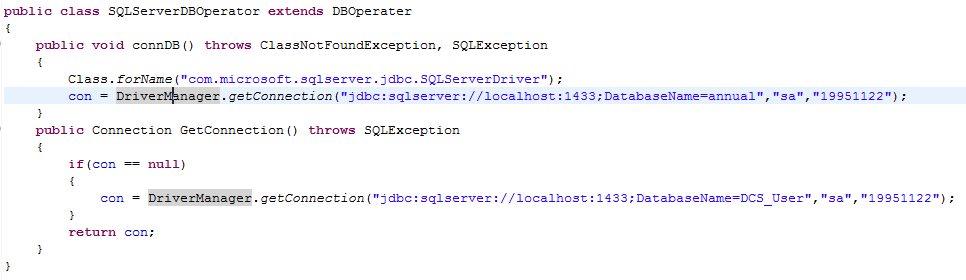 public class SQLServerDBOperator extends DBOperater
{
    public void connDB() throws ClassNotFoundException, SQLException
    {
        Class.forName("com.microsoft.sqlserver.jdbc.SQLServerDriver");
        con = DriverManager.getConnection("jdbc:sqlserver://localhost:1433;DatabaseName=annual","sa","19951122");
    }
    public Connection GetConnection() throws SQLException
    {
        if(con == null)
        {
            con = DriverManager.getConnection("jdbc:sqlserver://localhost:1433;DatabaseName=DCS_User","sa","19951122");
        }
        return con;
    }
}